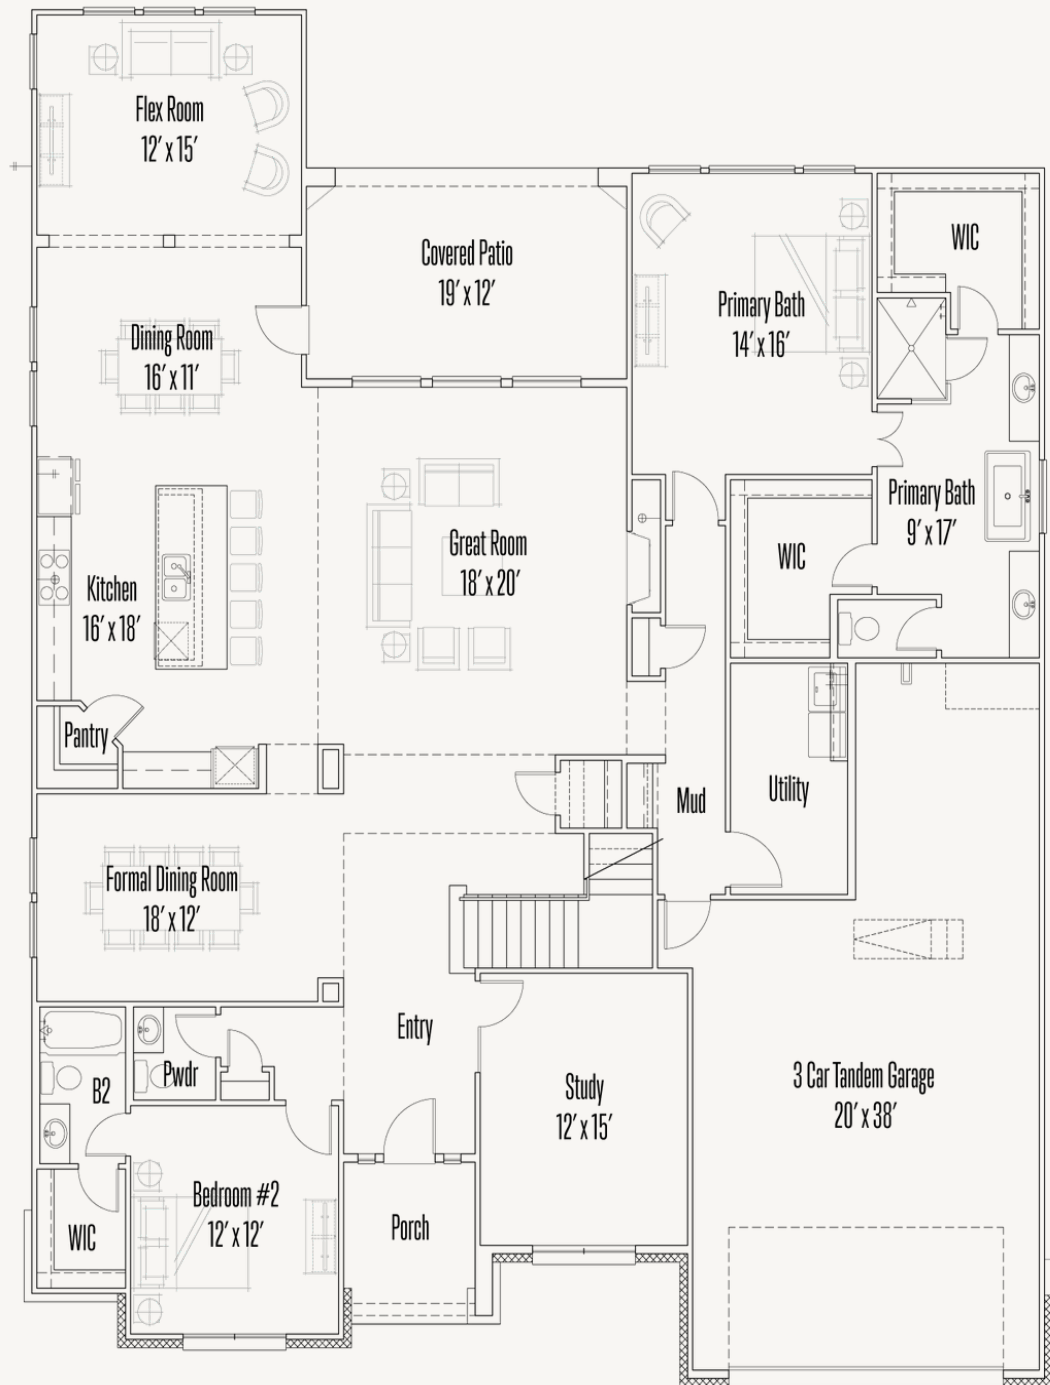 Flex Room
12' x 15'
Covered Patio
19' x 12'
WIC
Primary Bath
14' x 16'
Dining Room
16' x 11'
Primary Bath
9' x 17'
Great Room
18' x 20'
WIC
Kitchen
16' x 18'
Pantry
Mud
Utility
Formal Dining Room
18' x 12'
Entry
Pwdr
B2
Study
12' x 15'
3 Car Tandem Garage
20' x 38'
Bedroom #2
12' x 12'
WIC
Porch